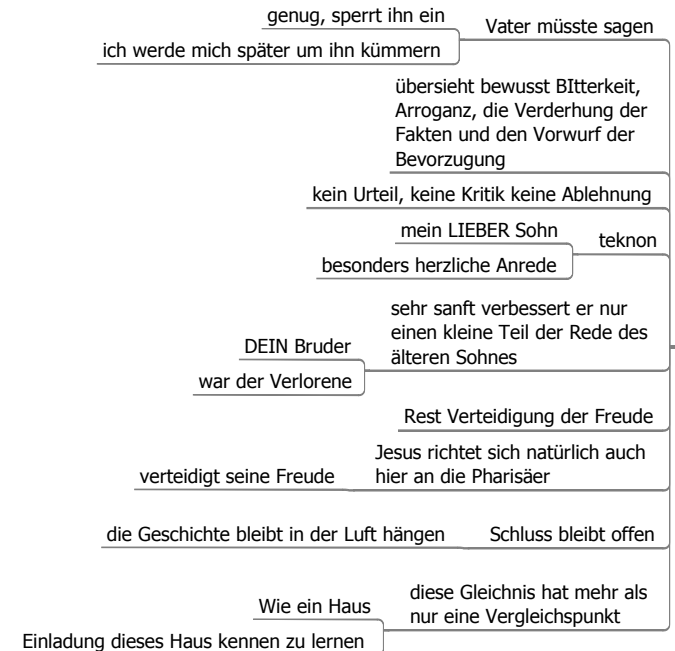 Vater müsste sagen
genug, sperrt ihn ein
ich werde mich später um ihn kümmern
übersieht bewusst BItterkeit,
Arroganz, die Verderhung der
Fakten und den Vorwurf der
Bevorzugung
kein Urteil, keine Kritik keine Ablehnung
teknon
mein LIEBER Sohn
besonders herzliche Anrede
sehr sanft verbessert er nur
einen kleine Teil der Rede des
älteren Sohnes
DEIN Bruder
war der Verlorene
Rest Verteidigung der Freude
Jesus richtet sich natürlich auch
hier an die Pharisäer
verteidigt seine Freude
Schluss bleibt offen
die Geschichte bleibt in der Luft hängen
diese Gleichnis hat mehr als
nur eine Vergleichspunkt
Wie ein Haus
Einladung dieses Haus kennen zu lernen